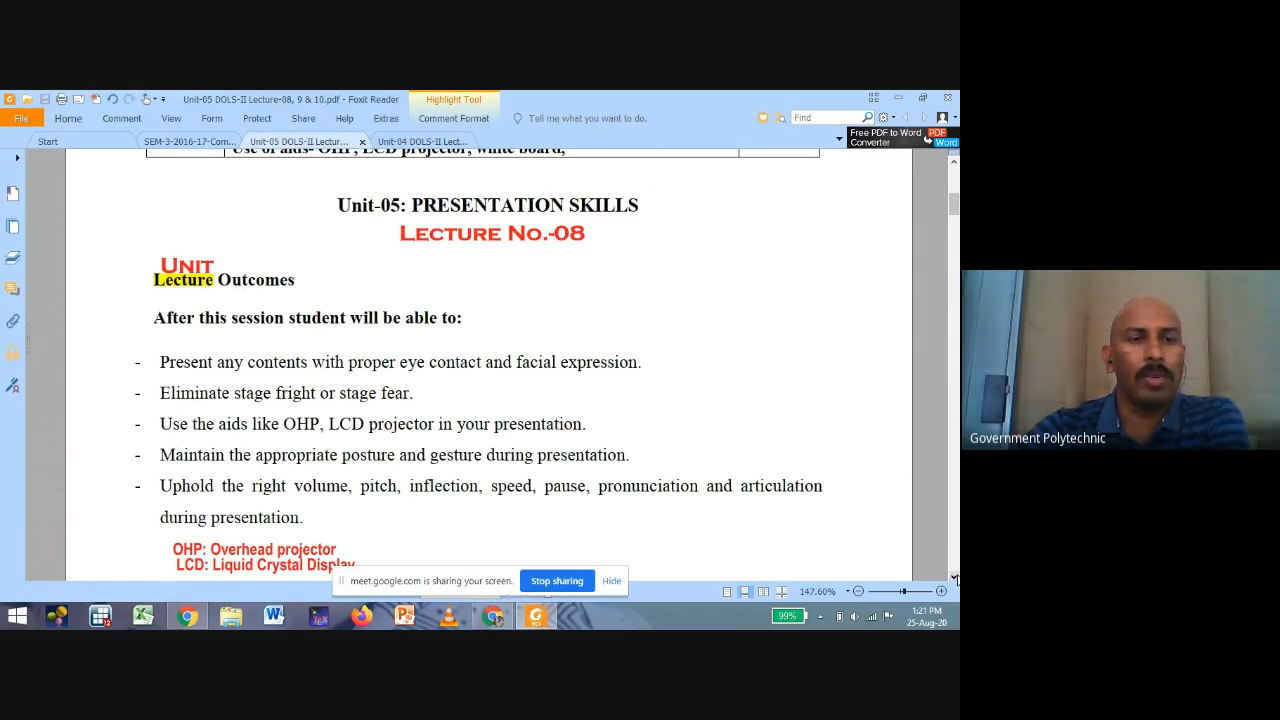 Unit-05 DOLS-II Lecture-08, 9 & 10.pdf - Foxit Reader
Highlight Tool
File Home Comment View Form Protect Share Help Extras Comment Format Tell me what you want to do. Find
Start SEM-3-2016-17-Com... Unit-05 DOLS-II Lectur... Unit-04 DOLS-II Lect...
Free PDF to Word Converter PDF Word
Use of aids- OHP, LCD projector, white board,
Unit-05: PRESENTATION SKILLS
LECTURE NO.-08
UNIT
Lecture Outcomes
After this session student will be able to:
- Present any contents with proper eye contact and facial expression.
- Eliminate stage fright or stage fear.
- Use the aids like OHP, LCD projector in your presentation.
- Maintain the appropriate posture and gesture during presentation.
- Uphold the right volume, pitch, inflection, speed, pause, pronunciation and articulation
during presentation.
OHP: Overhead projector
LCD: Liquid Crystal Display
meet.google.com is sharing your screen. Stop sharing Hide
147.60%
99%
1:21 PM
25-Aug-20
Government Polytechnic